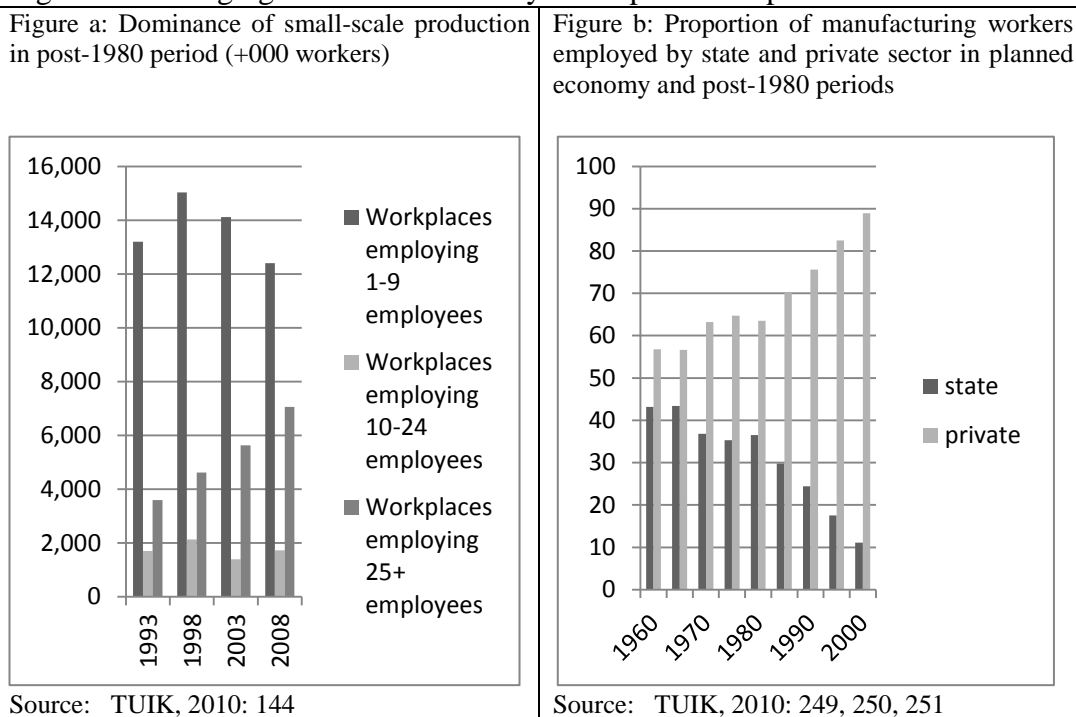 Figure a: Dominance of small-scale production
in post-1980 period (+000 workers)
16,000
14,000
12,000
10,000
8,000
6,000
4,000
2,000
0
1993
1998
2003
2008
Workplaces
employing
1-9
employees
Workplaces
employing
10-24
employees
Workplaces
employing
25+
employees
Source: TUIK, 2010: 144
Figure b: Proportion of manufacturing workers
employed by state and private sector in planned
economy and post-1980 periods
100
90
80
70
60
50
40
30
20
10
0
1960
1970
1980
1990
2000
state
private
Source: TUIK, 2010: 249, 250, 251